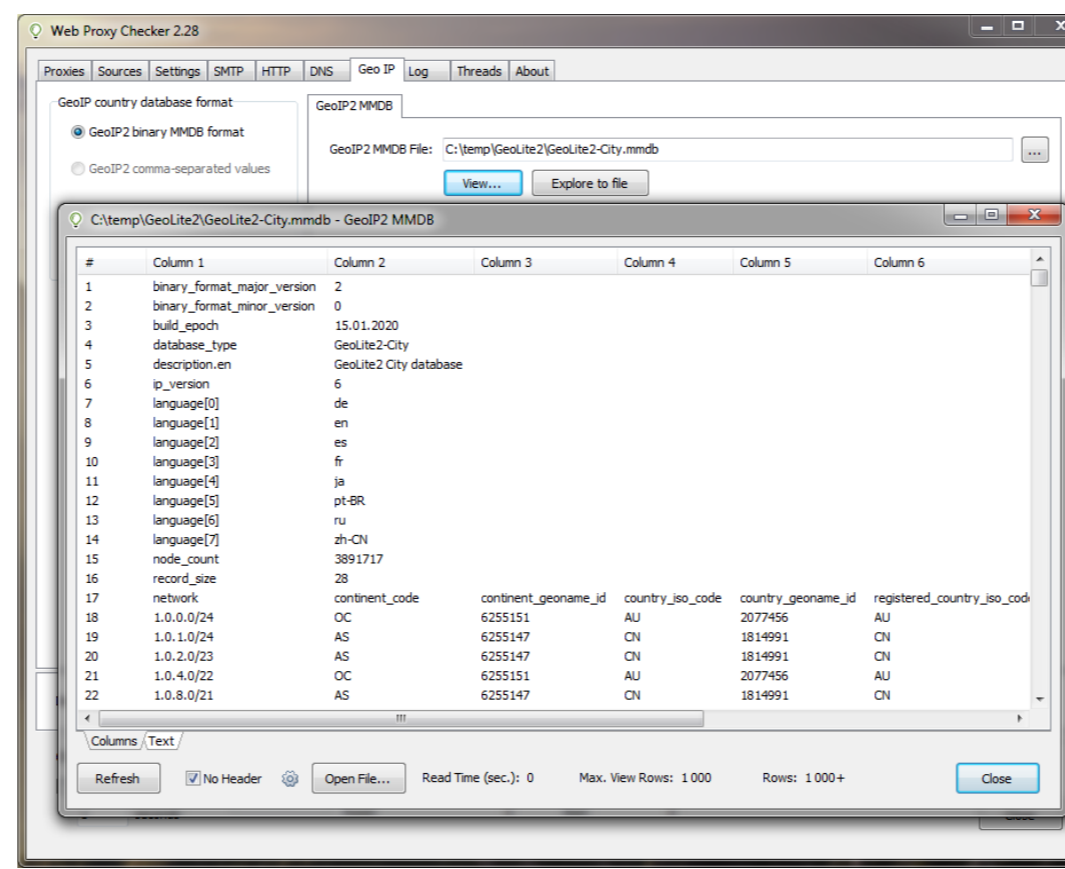 Web Proxy Checker 2.28
Proxies Sources Settings SMTP HTTP DNS Geo IP Log Threads About
GeoIP country database format
GeoIP2 MMDB
GeoIP2 binary MMDB format
GeoIP2 MMDB File: C:\temp\GeoLite2\GeoLite2-City.mmdb ...
GeoIP2 comma-separated values
View... Explore to file
C:\temp\GeoLite2\GeoLite2-City.mmdb - GeoIP2 MMDB
# Column 1 Column 2 Column 3 Column 4 Column 5 Column 6
1 binary_format_major_version 2
2 binary_format_minor_version 0
3 build_epoch 15.01.2020
4 database_type GeoLite2-City
5 description.en GeoLite2 City database
6 ip_version 6
7 language[0] de
8 language[1] en
9 language[2] es
10 language[3] fr
11 language[4] ja
12 language[5] pt-BR
13 language[6] ru
14 language[7] zh-CN
15 node_count 3891717
16 record_size 28
17 network continent_code continent_geoname_id country_iso_code country_geoname_id registered_country_iso_cod
18 1.0.0.0/24 OC 6255151 AU 2077456 AU
19 1.0.1.0/24 AS 6255147 CN 1814991 CN
20 1.0.2.0/23 AS 6255147 CN 1814991 CN
21 1.0.4.0/22 OC 6255151 AU 2077456 AU
22 1.0.8.0/21 AS 6255147 CN 1814991 CN
Columns Text
Refresh No Header Open File... Read Time (sec.): 0 Max. View Rows: 1000 Rows: 1000+ Close